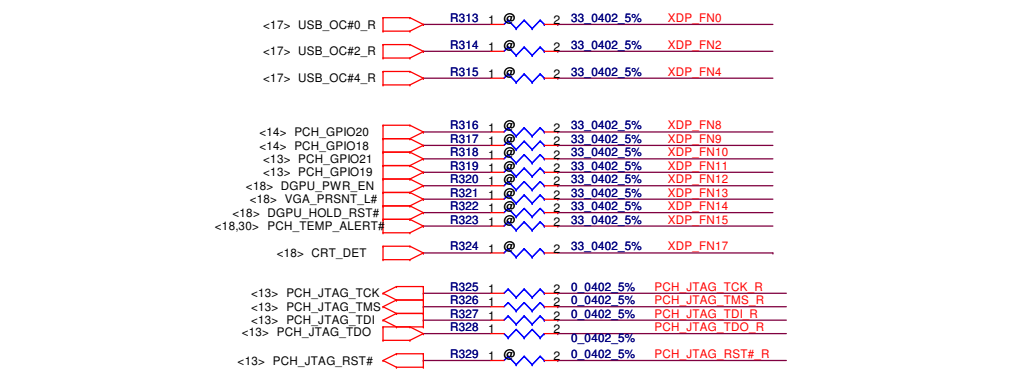 <17> USB_OC#0_R R313 1 @ 2 33_0402_5% XDP_FN0
<17> USB_OC#2_R R314 1 @ 2 33_0402_5% XDP_FN2
<17> USB_OC#4_R R315 1 @ 2 33_0402_5% XDP_FN4
<14> PCH_GPIO20 R316 1 @ 2 33_0402_5% XDP_FN8
<14> PCH_GPIO18 R317 1 @ 2 33_0402_5% XDP_FN9
<13> PCH_GPIO21 R318 1 @ 2 33_0402_5% XDP_FN10
<13> PCH_GPIO19 R319 1 @ 2 33_0402_5% XDP_FN11
<18> DGPU_PWR_EN R320 1 @ 2 33_0402_5% XDP_FN12
<18> VGA_PRSNT_L# R321 1 @ 2 33_0402_5% XDP_FN13
<18> DGPU_HOLD_RST# R322 1 @ 2 33_0402_5% XDP_FN14
<18,30> PCH_TEMP_ALERT# R323 1 @ 2 33_0402_5% XDP_FN15
<18> CRT_DET R324 1 @ 2 33_0402_5% XDP_FN17
<13> PCH_JTAG_TCK R325 1 2 0_0402_5% PCH_JTAG_TCK_R
<13> PCH_JTAG_TMS R326 1 2 0_0402_5% PCH_JTAG_TMS_R
<13> PCH_JTAG_TDI R327 1 2 0_0402_5% PCH_JTAG_TDI_R
<13> PCH_JTAG_TDO R328 1 2 PCH_JTAG_TDO_R
0_0402_5%
<13> PCH_JTAG_RST# R329 1 @ 2 0_0402_5% PCH_JTAG_RST#_R